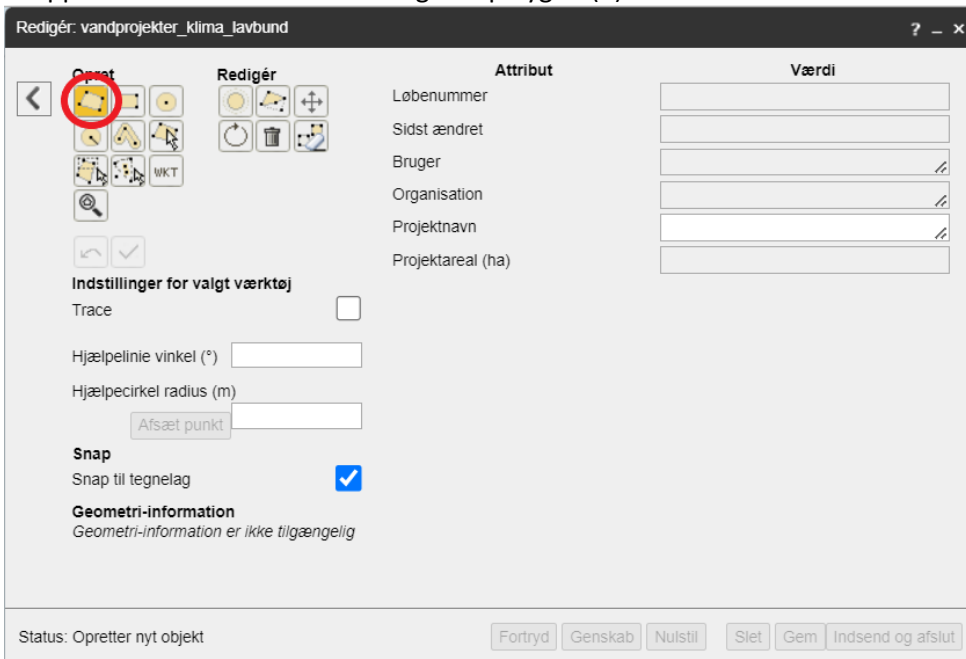 Redigér: vandprojekter_klima_lavbund ? – ×
Opret
Redigér
WKT
Indstillinger for valgt værktøj
Trace
Hjælpelinie vinkel (°)
Hjælpecirkel radius (m)
Afsæt punkt
Snap
Snap til tegnelag
Geometri-information
Geometri-information er ikke tilgængelig
Attribut Værdi
Løbenummer
Sidst ændret
Bruger
Organisation
Projektnavn
Projektareal (ha)
Status: Opretter nyt objekt
Fortryd Genskab Nulstil Slet Gem Indsend og afslut